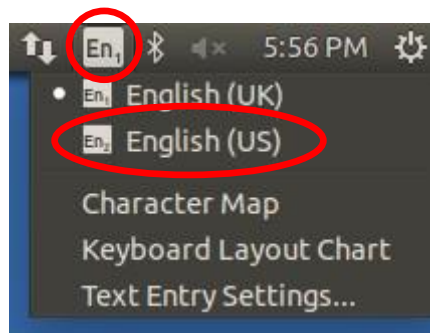 En₁ 5:56 PM
En₁ English (UK)
En₂ English (US)
Character Map
Keyboard Layout Chart
Text Entry Settings...